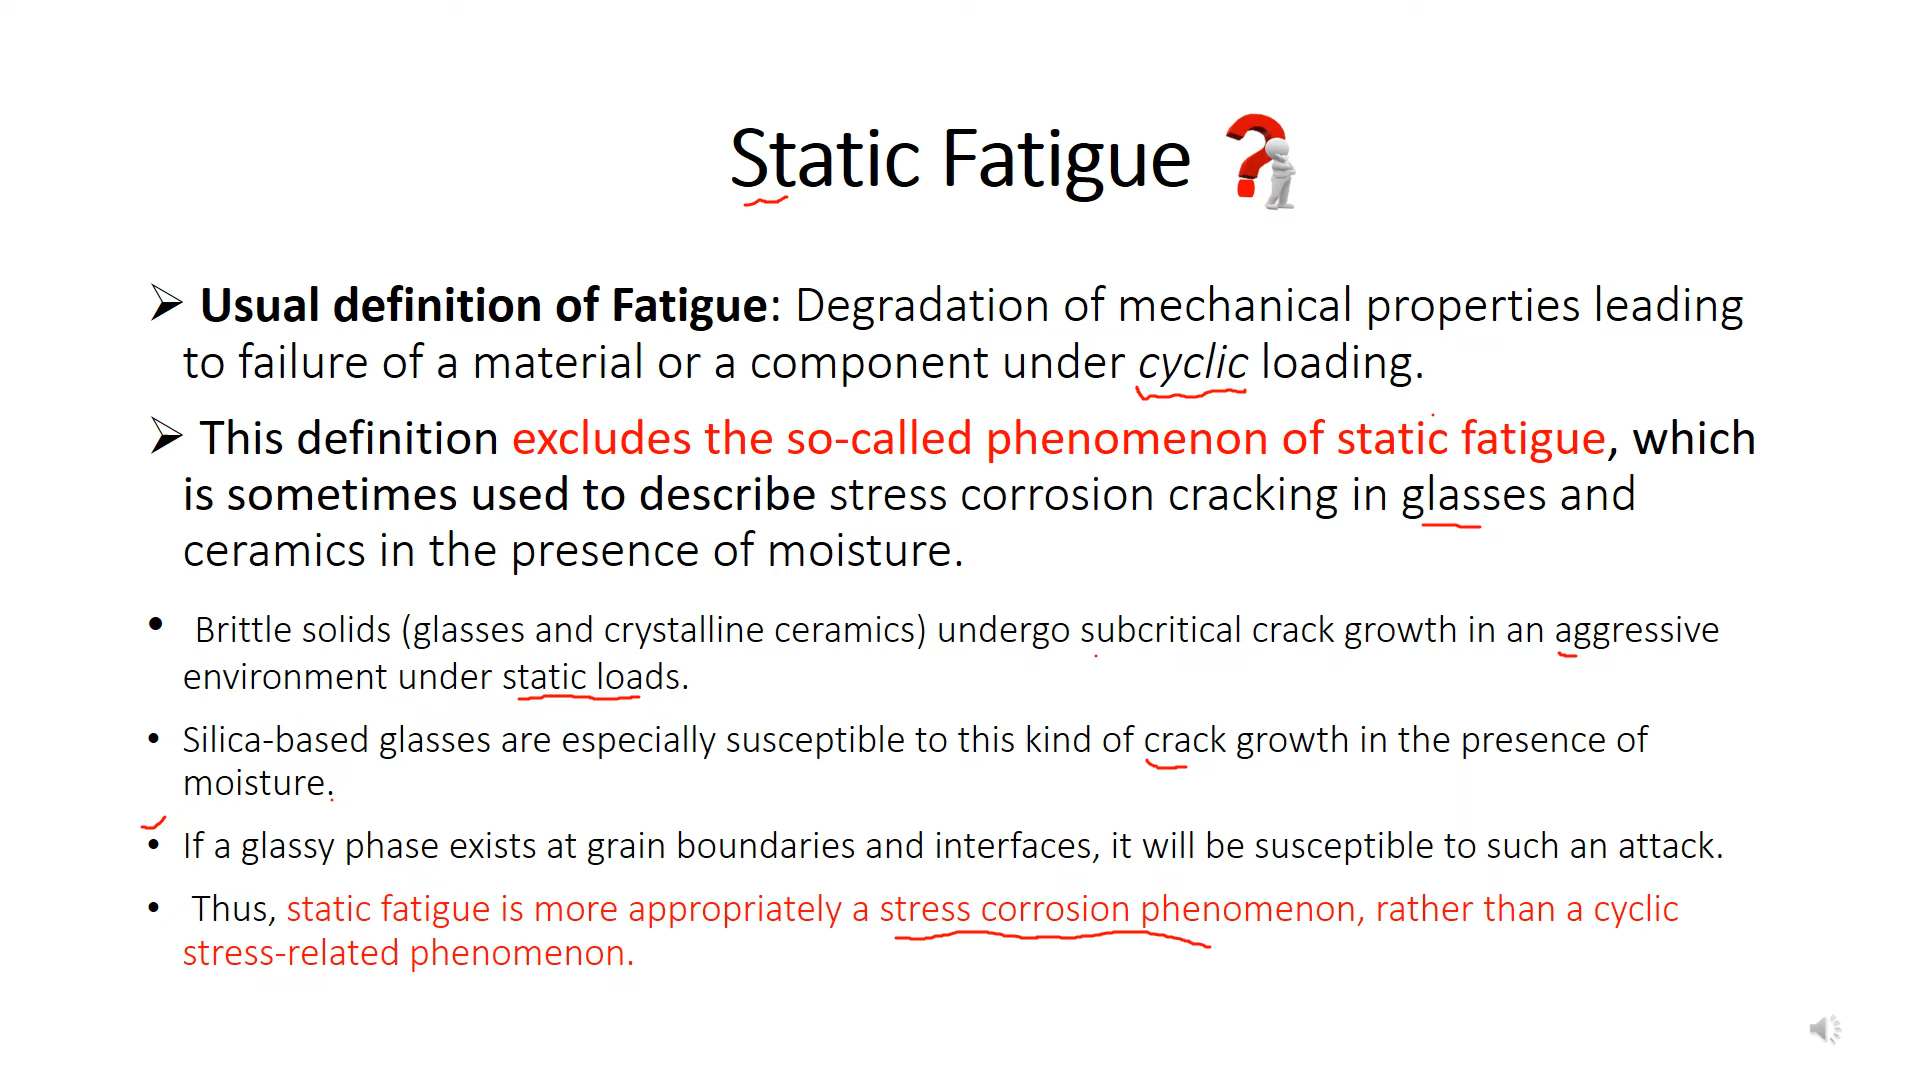 Static Fatigue ?
➢ Usual definition of Fatigue: Degradation of mechanical properties leading
to failure of a material or a component under cyclic loading.
➢ This definition excludes the so-called phenomenon of static fatigue, which
is sometimes used to describe stress corrosion cracking in glasses and
ceramics in the presence of moisture.
• Brittle solids (glasses and crystalline ceramics) undergo subcritical crack growth in an aggressive
environment under static loads.
• Silica-based glasses are especially susceptible to this kind of crack growth in the presence of
moisture.
• If a glassy phase exists at grain boundaries and interfaces, it will be susceptible to such an attack.
• Thus, static fatigue is more appropriately a stress corrosion phenomenon, rather than a cyclic
stress-related phenomenon.